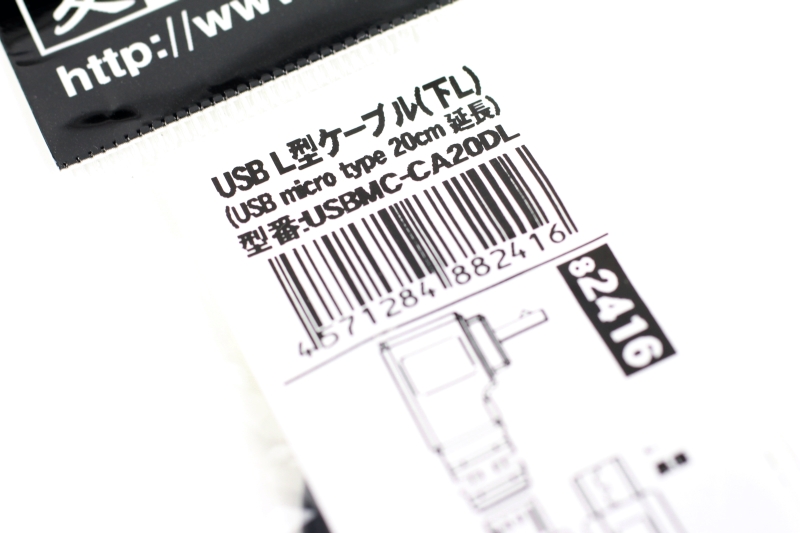 http://ww
USB L型ケーブル(下L)
(USB micro type 20cm 延長)
型番:USBMC-CA20DL
4571284882416
82416